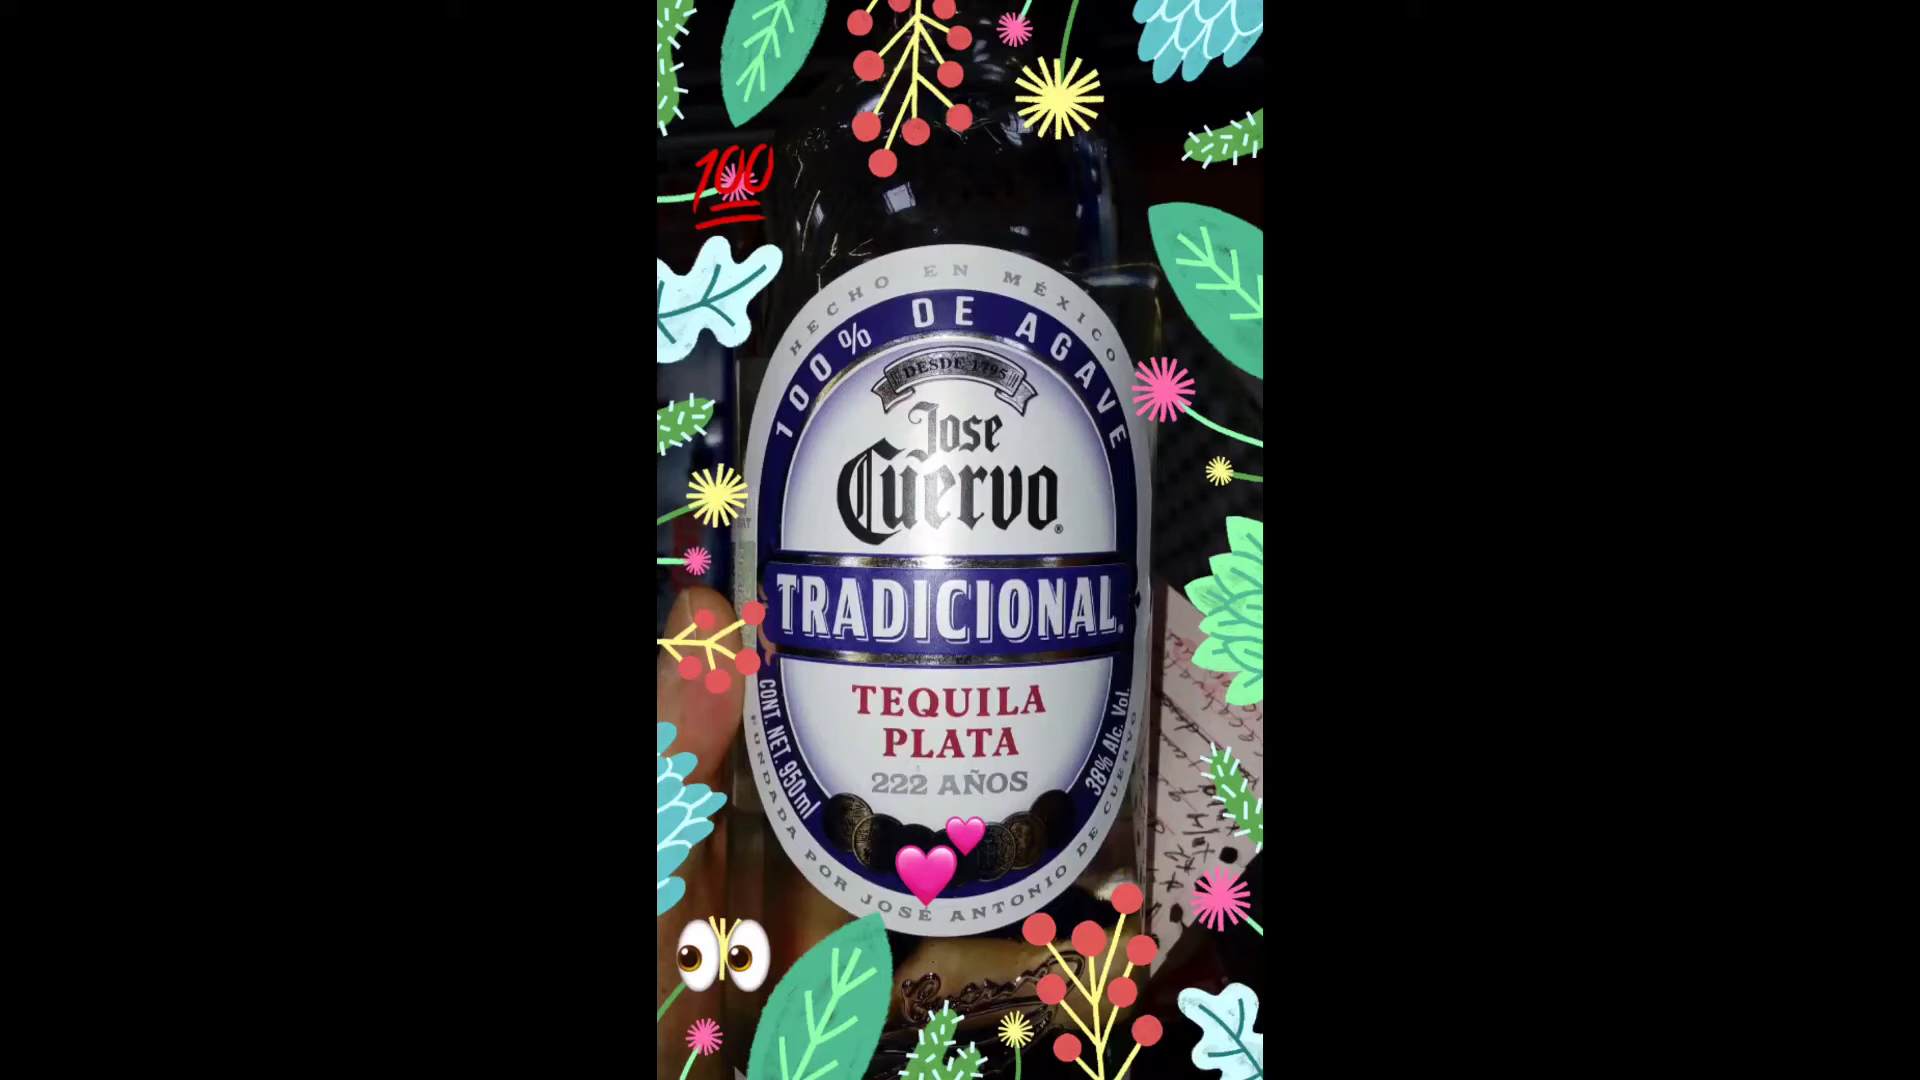 100
HECHO EN MÉXICO
100% DE AGAVE
DESDE 1795
Jose
Cuervo®
TRADICIONAL
TEQUILA
PLATA
222 AÑOS
CONT. NET. 950ml
38% Alc. Vol.
FUNDADA POR JOSÉ ANTONIO DE CUERVO